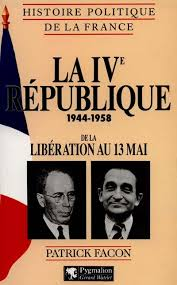 HISTOIRE POLITIQUE
DE LA FRANCE
LA IVE
RÉPUBLIQUE
1944-1958
DE LA
LIBÉRATION AU 13 MAI
PATRICK FACON
Pygmalion
Gérard Watelet